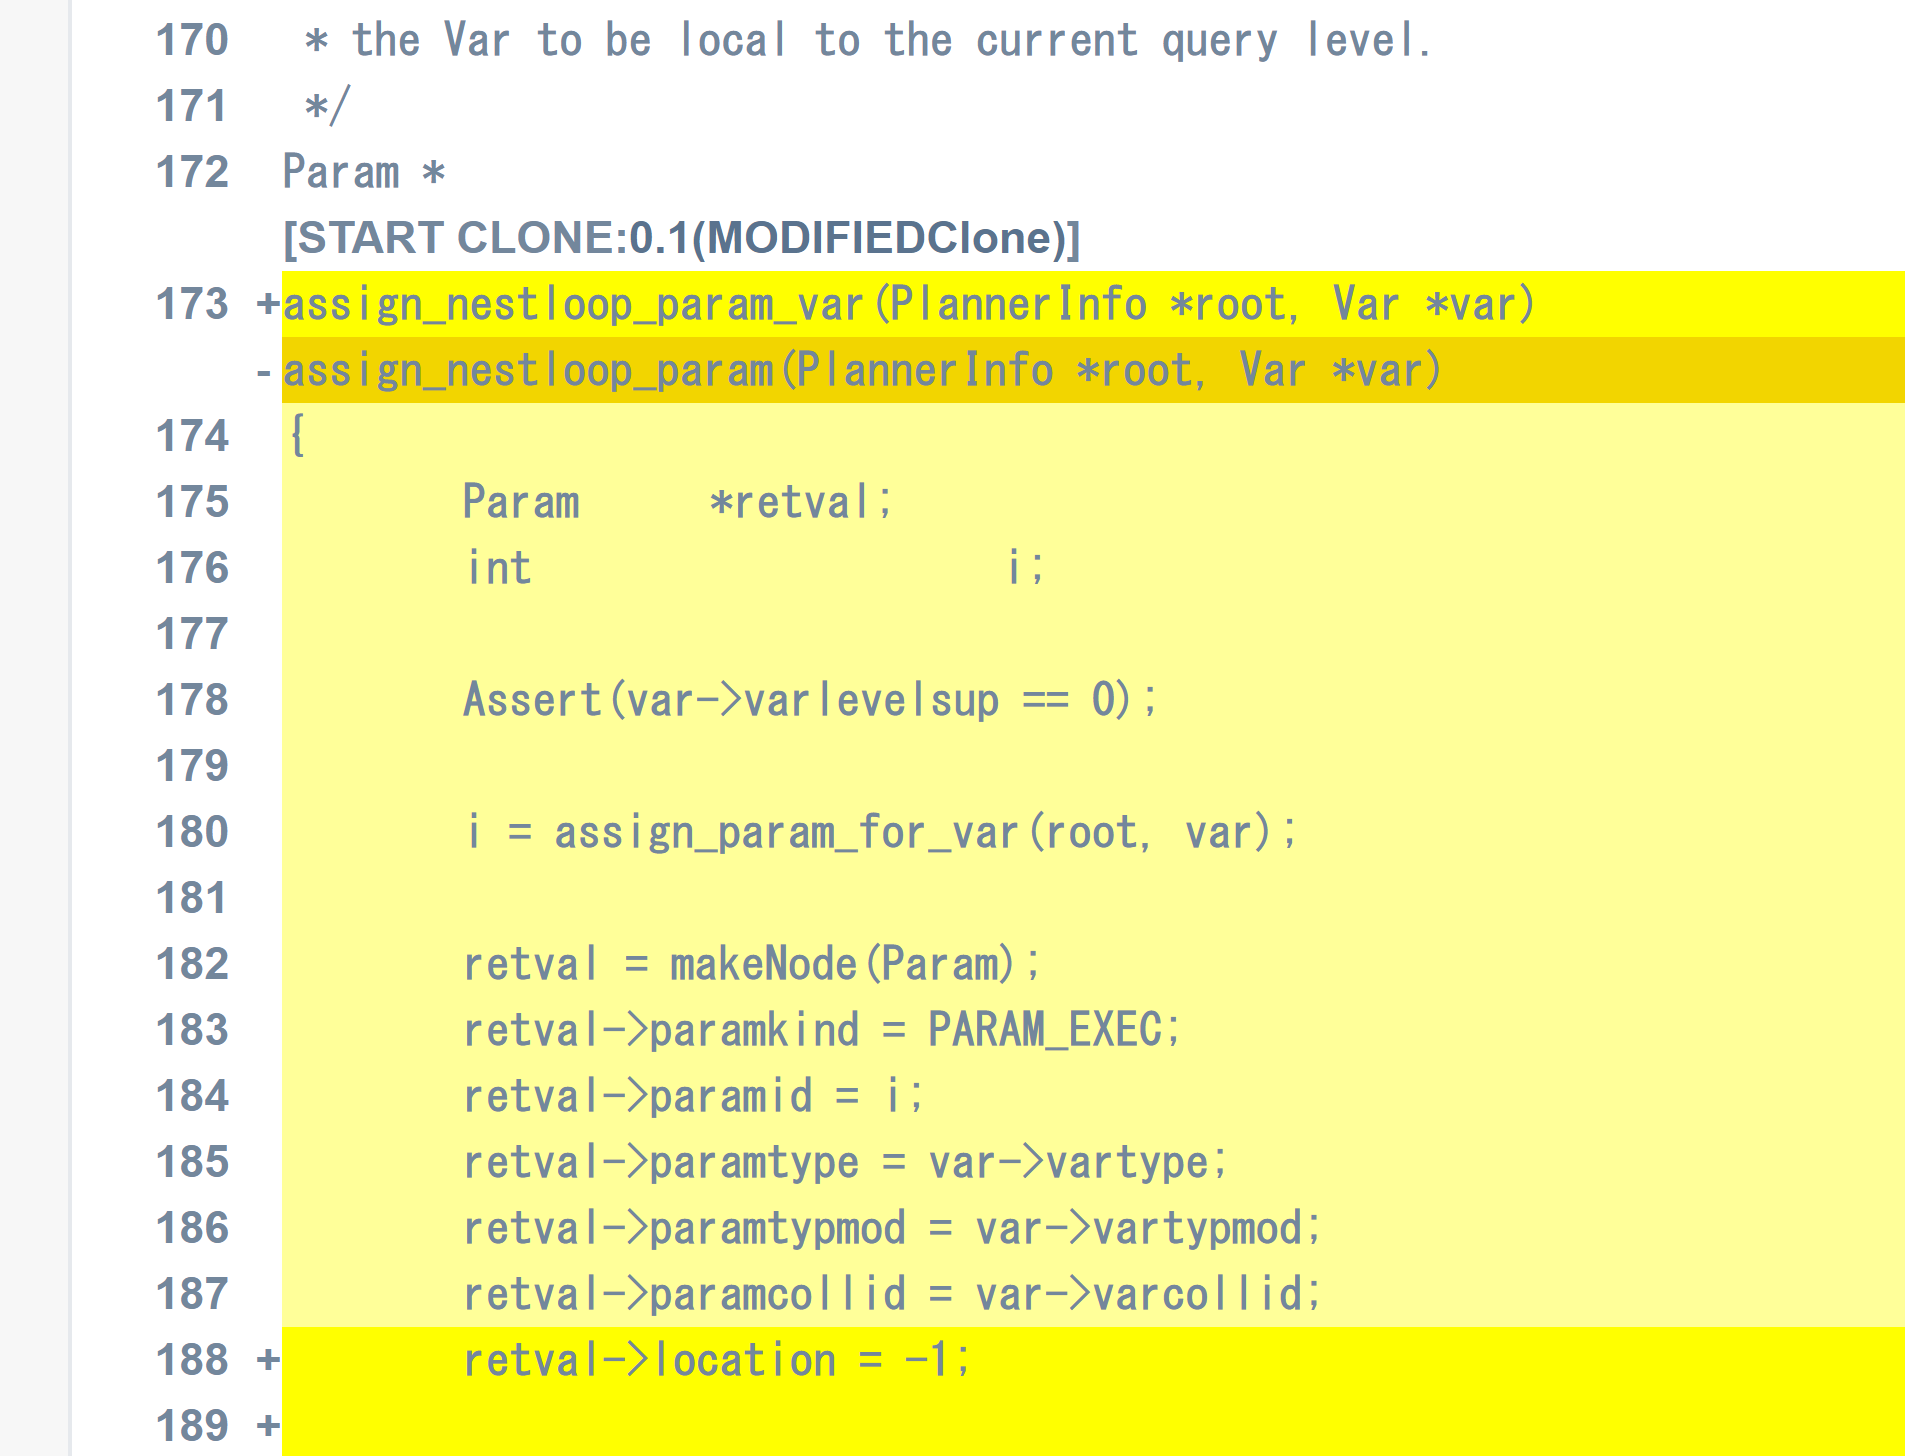 170 * the Var to be local to the current query level.
171 */
172 Param *
[START CLONE:0.1(MODIFIEDClone)]
173 +assign_nestloop_param_var(PlannerInfo *root, Var *var)
-assign_nestloop_param(PlannerInfo *root, Var *var)
174 {
175 Param *retval;
176 int i;
177
178 Assert(var->varlevelsup == 0);
179
180 i = assign_param_for_var(root, var);
181
182 retval = makeNode(Param);
183 retval->paramkind = PARAM_EXEC;
184 retval->paramid = i;
185 retval->paramtype = var->vartype;
186 retval->paramtypmod = var->vartypmod;
187 retval->paramcollid = var->varcollid;
188 + retval->location = -1;
189 +